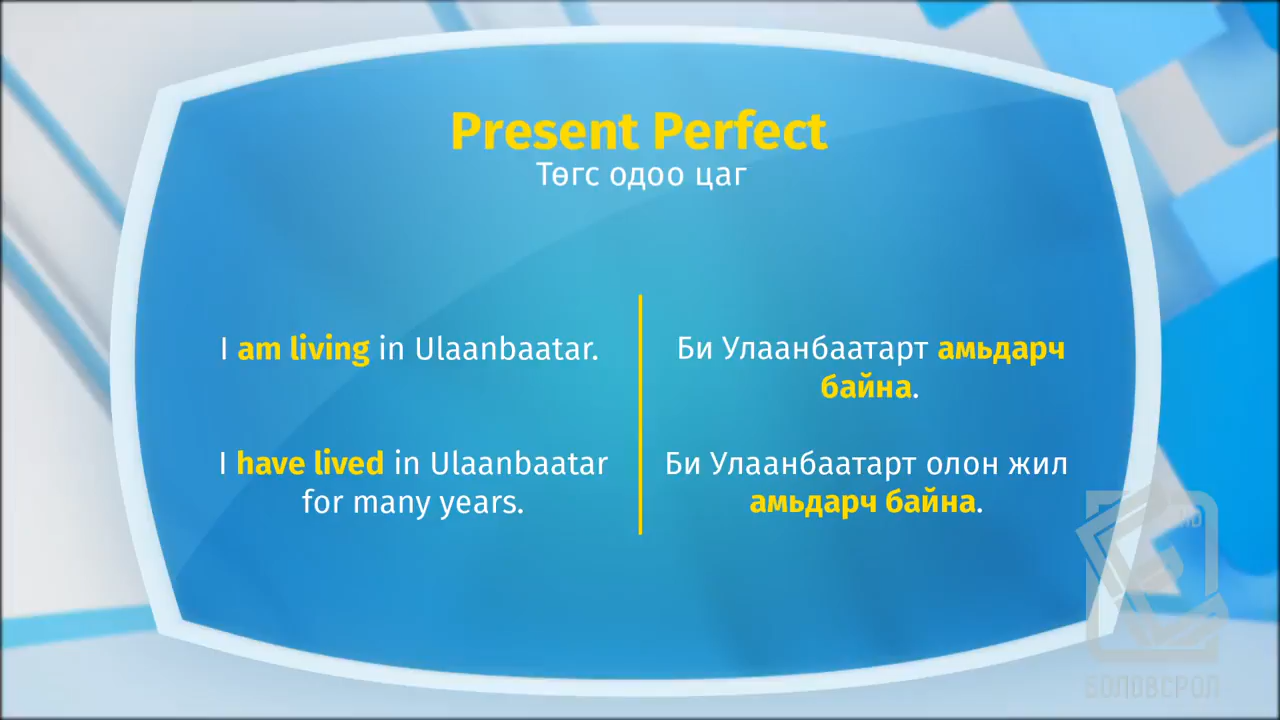 Present Perfect
Төгс одоо цаг
I am living in Ulaanbaatar.
Би Улаанбаатарт амьдарч
байна.
I have lived in Ulaanbaatar
for many years.
Би Улаанбаатарт олон жил
амьдарч байна.
БОЛОВСРОЛ